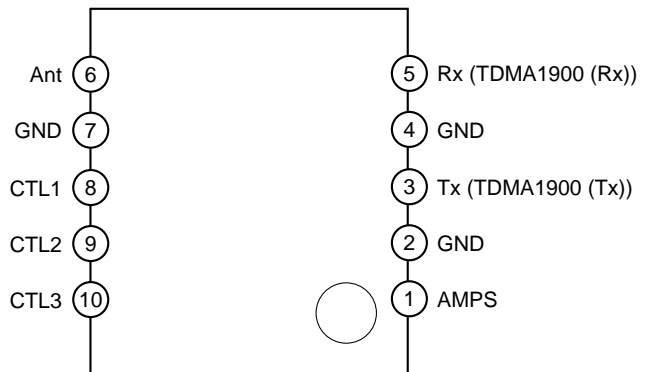 Ant 6 5 Rx (TDMA1900 (Rx))
GND 7 4 GND
CTL1 8 3 Tx (TDMA1900 (Tx))
CTL2 9 2 GND
CTL3 10 1 AMPS